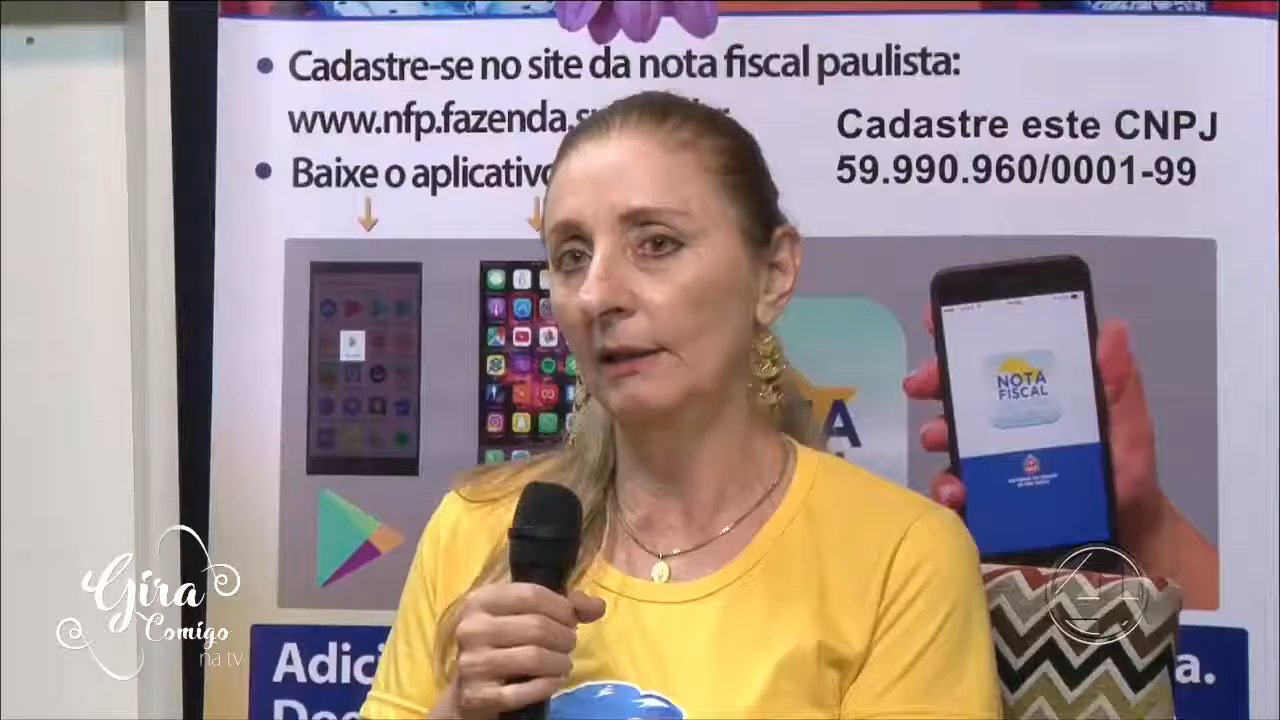 Cadastre-se no site da nota fiscal paulista:
www.nfp.fazenda.
Baixe o aplicativo
Cadastre este CNPJ
59.990.960/0001-99
NOTA
FISCAL
Gira
Comigo
na tv